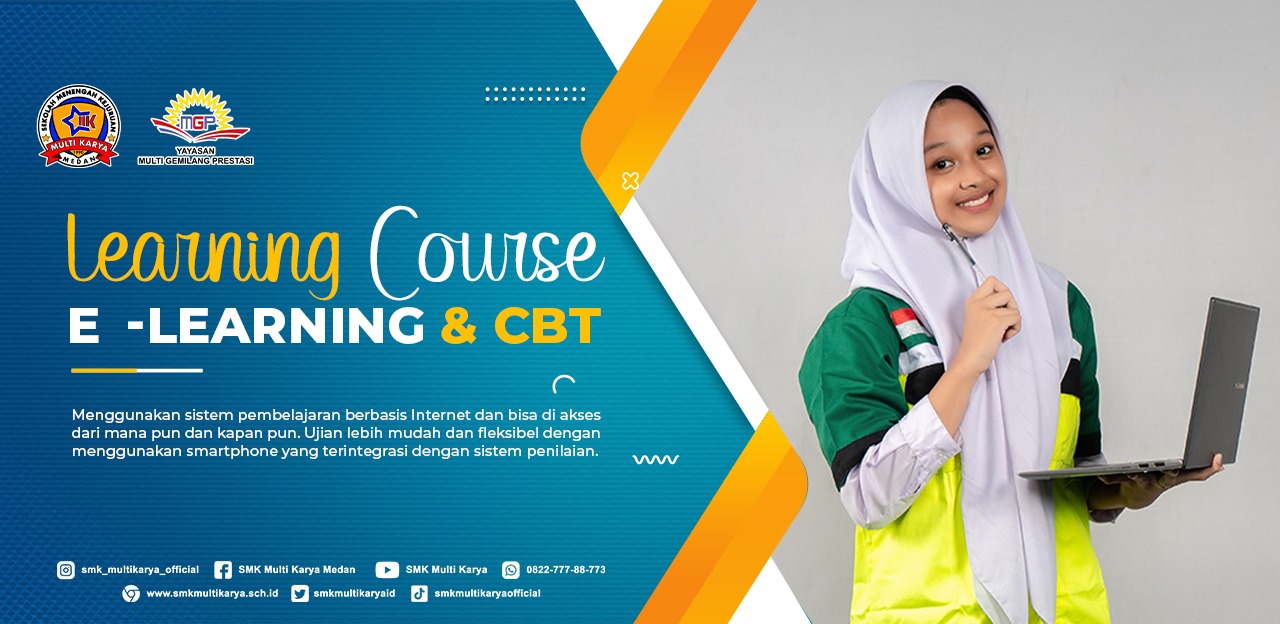 SEKOLAH MENENGAH KEJURUAN
MK
MULTI KARYA
MEDAN
MGP
YAYASAN
MULTI GEMILANG PRESTASI
Learning Course
E -LEARNING & CBT
Menggunakan sistem pembelajaran berbasis Internet dan bisa di akses
dari mana pun dan kapan pun. Ujian lebih mudah dan fleksibel dengan
menggunakan smartphone yang terintegrasi dengan sistem penilaian.
smk_multikarya_official SMK Multi Karya Medan SMK Multi Karya 0822-777-88-773
www.smkmultikarya.sch.id smkmultikaryaid smkmultikaryaofficial